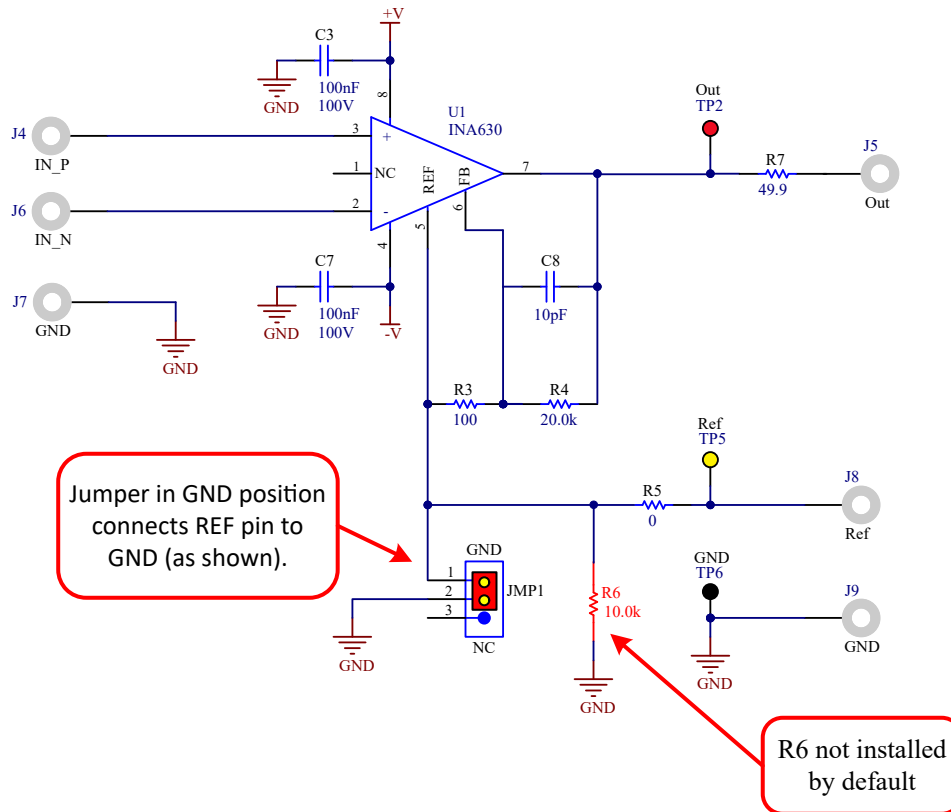 +V
C3
100nF
100V
GND
8
U1
INA630
J4
IN_P
3
+
1
NC
REF
FB
7
6
5
J6
IN_N
2
-
4
J7
GND
GND
C7
100nF
100V
GND
-V
C8
10pF
Out
TP2
R7
49.9
J5
Out
R3
100
R4
20.0k
Ref
TP5
R5
0
J8
Ref
Jumper in GND position
connects REF pin to
GND (as shown).
GND
1
2
3
JMP1
NC
GND
R6
10.0k
GND
GND
TP6
GND
J9
GND
R6 not installed
by default